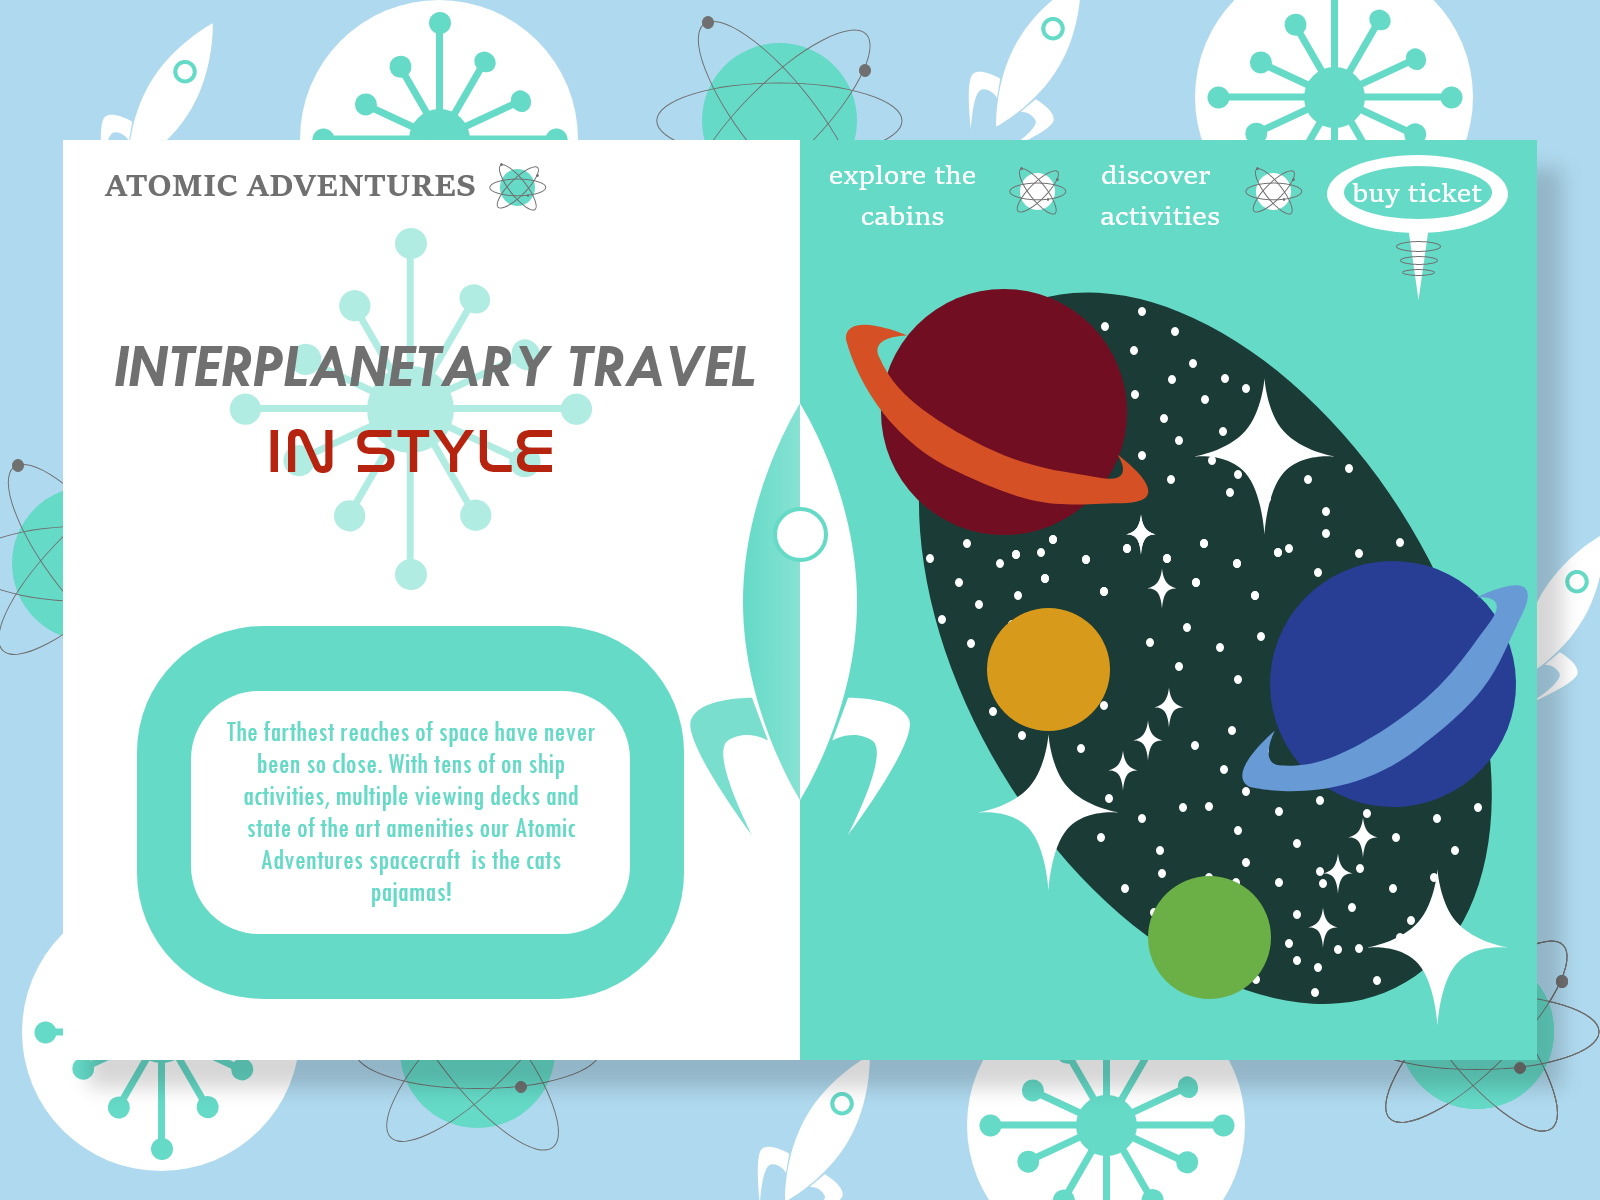 ATOMIC ADVENTURES
explore the
cabins
discover
activities
buy ticket
INTERPLANETARY TRAVEL
IN STYLE
The farthest reaches of space have never
been so close. With tens of on ship
activities, multiple viewing decks and
state of the art amenities our Atomic
Adventures spacecraft  is the cats
pajamas!